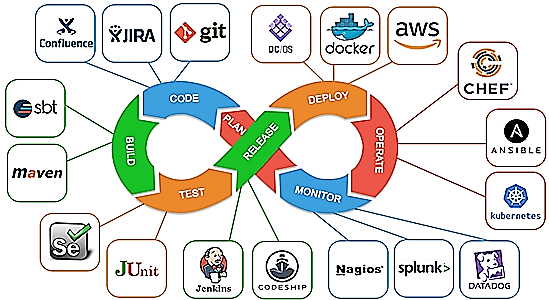 Confluence
JIRA
git
DC/OS
docker
aws
CHEF
sbt
CODE
DEPLOY
PLAN
RELEASE
BUILD
OPERATE
ANSIBLE
maven
TEST
MONITOR
kubernetes
Se
JUnit
Jenkins
CODESHIP
Nagios
splunk>
DATADOG